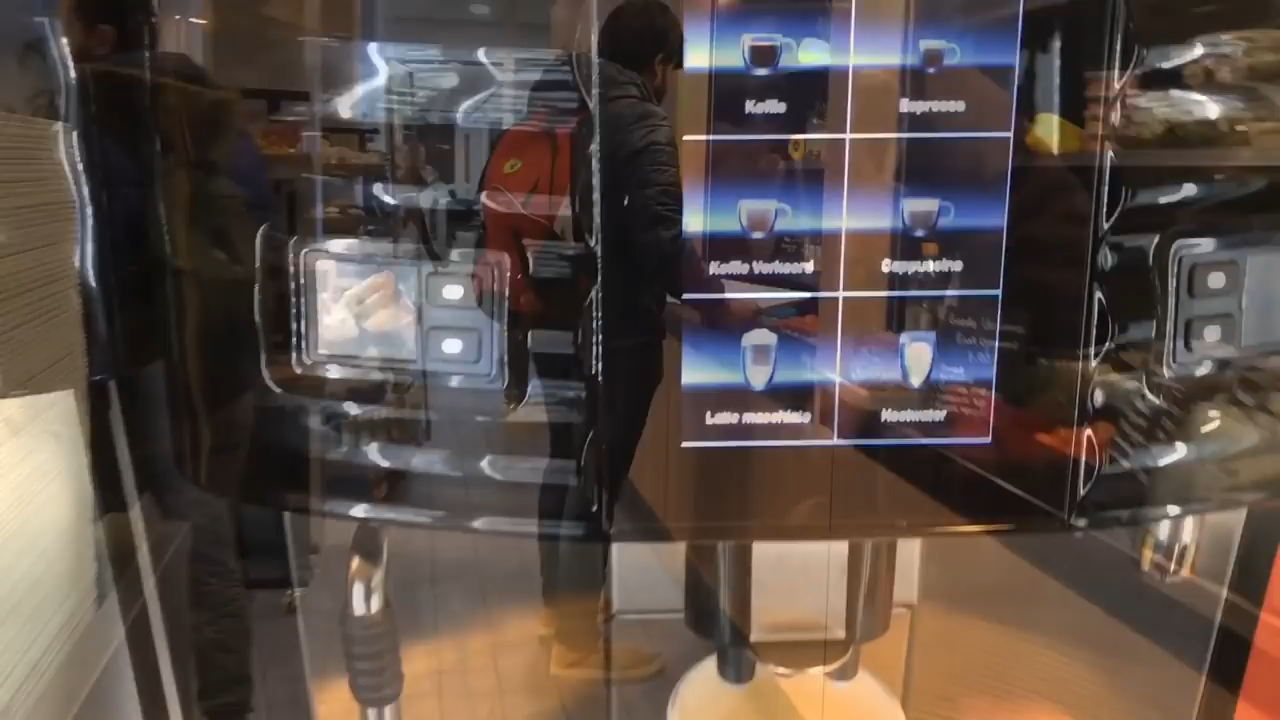 Koffie
Espresso
Koffie Verkeerd
Cappuccino
Latte macchiato
Heetwater